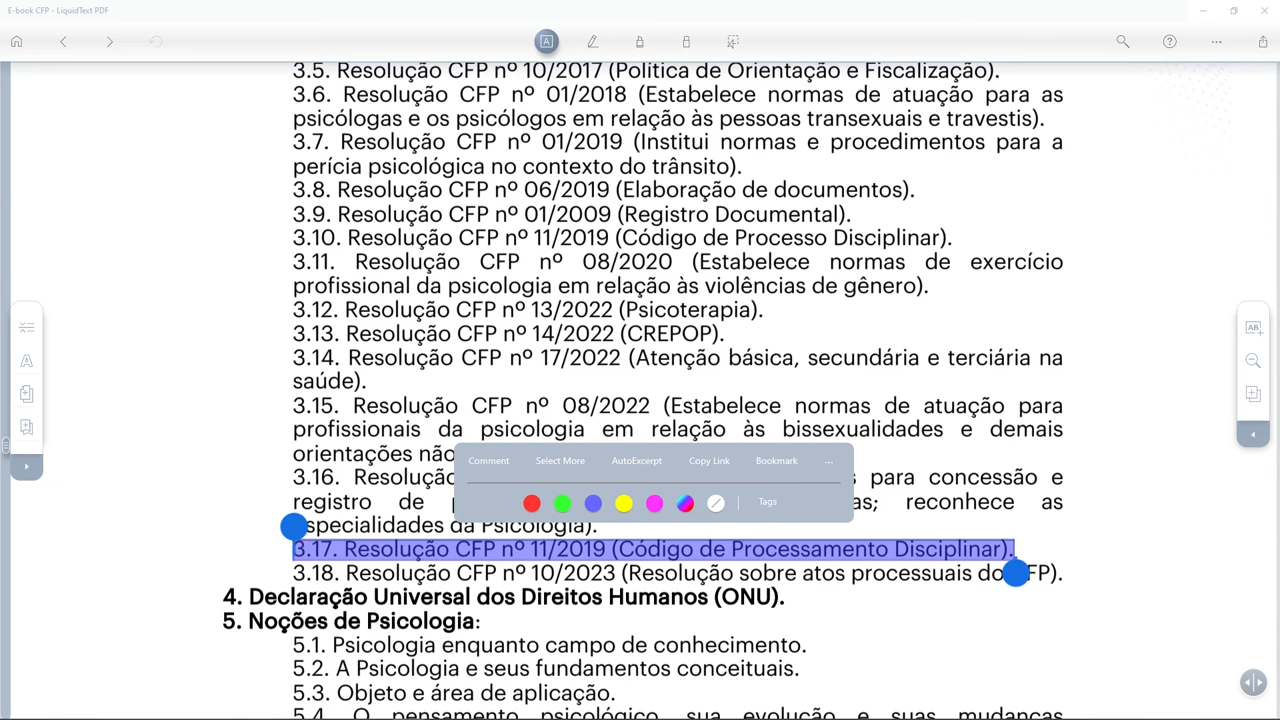 E-book CFP - LiquidText PDF
3.5. Resolução CFP nº 10/2017 (Política de Orientação e Fiscalização).
3.6. Resolução CFP nº 01/2018 (Estabelece normas de atuação para as
psicólogas e os psicólogos em relação às pessoas transexuais e travestis).
3.7. Resolução CFP nº 01/2019 (Institui normas e procedimentos para a
perícia psicológica no contexto do trânsito).
3.8. Resolução CFP nº 06/2019 (Elaboração de documentos).
3.9. Resolução CFP nº 01/2009 (Registro Documental).
3.10. Resolução CFP nº 11/2019 (Código de Processo Disciplinar).
3.11. Resolução CFP nº 08/2020 (Estabelece normas de exercício
profissional da psicologia em relação às violências de gênero).
3.12. Resolução CFP nº 13/2022 (Psicoterapia).
3.13. Resolução CFP nº 14/2022 (CREPOP).
3.14. Resolução CFP nº 17/2022 (Atenção básica, secundária e terciária na
saúde).
3.15. Resolução CFP nº 08/2022 (Estabelece normas de atuação para
profissionais da psicologia em relação às bissexualidades e demais
orientações não
Comment Select More AutoExcerpt Copy Link Bookmark ...
3.16. Resolução para concessão e
registro de reconhece as
Tags
especialidades da Psicologia).
3.17. Resolução CFP nº 11/2019 (Código de Processamento Disciplinar).
3.18. Resolução CFP nº 10/2023 (Resolução sobre atos processuais do FP).
4. Declaração Universal dos Direitos Humanos (ONU).
5. Noções de Psicologia:
5.1. Psicologia enquanto campo de conhecimento.
5.2. A Psicologia e seus fundamentos conceituais.
5.3. Objeto e área de aplicação.
5.4. O pensamento psicológico, sua evolução e suas mudanças